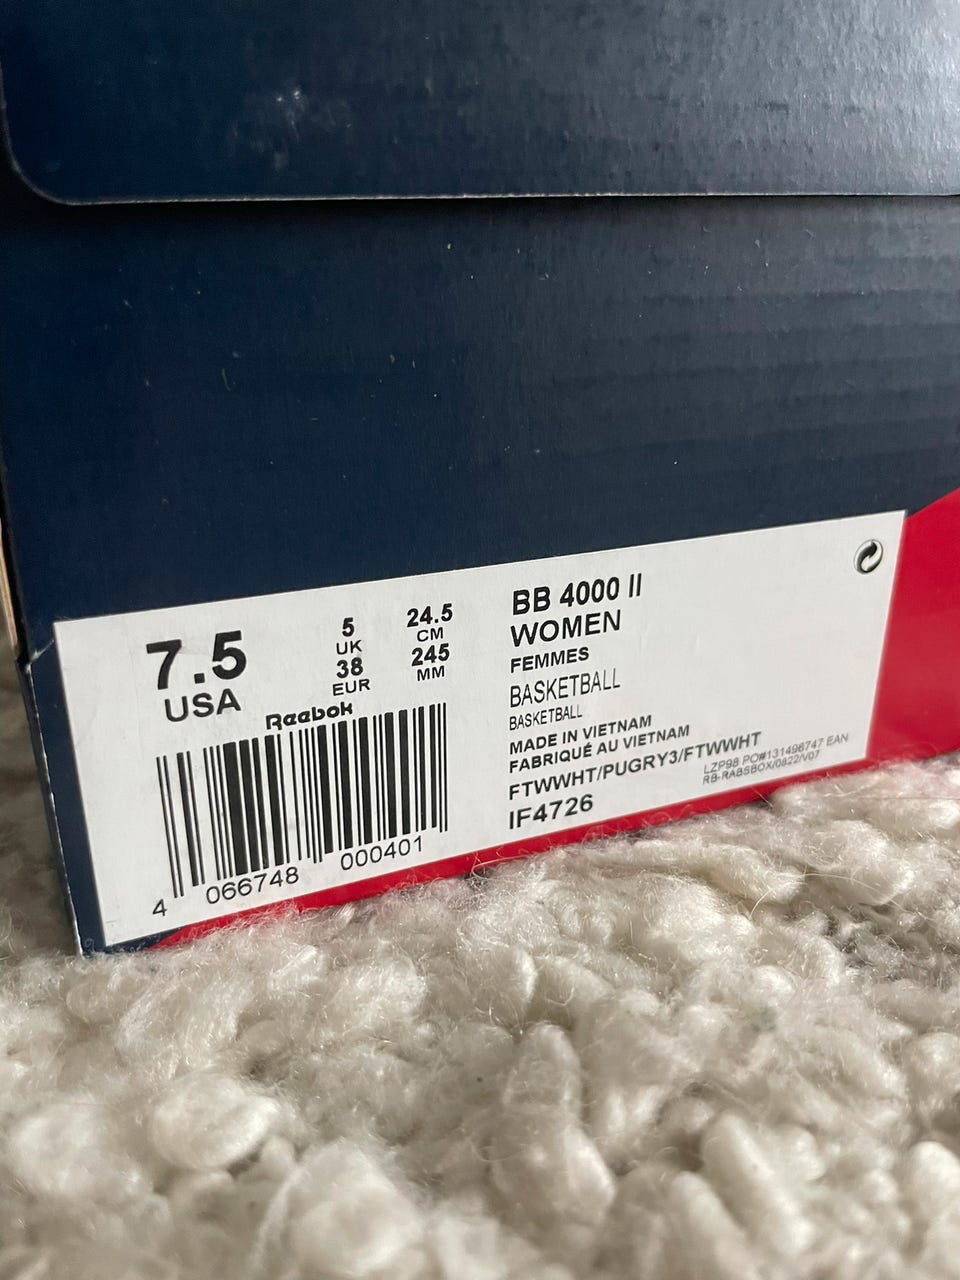 7.5
USA
5
UK
38
EUR
24.5
CM
245
MM
Reebok
4 066748 000401
BB 4000 II
WOMEN
FEMMES
BASKETBALL
BASKETBALL
MADE IN VIETNAM
FABRIQUÉ AU VIETNAM
FTWWHT/PUGRY3/FTWWHT
IF4726
LZP98 PO#131496747 EAN
RB-RABSBOX/0822/V07